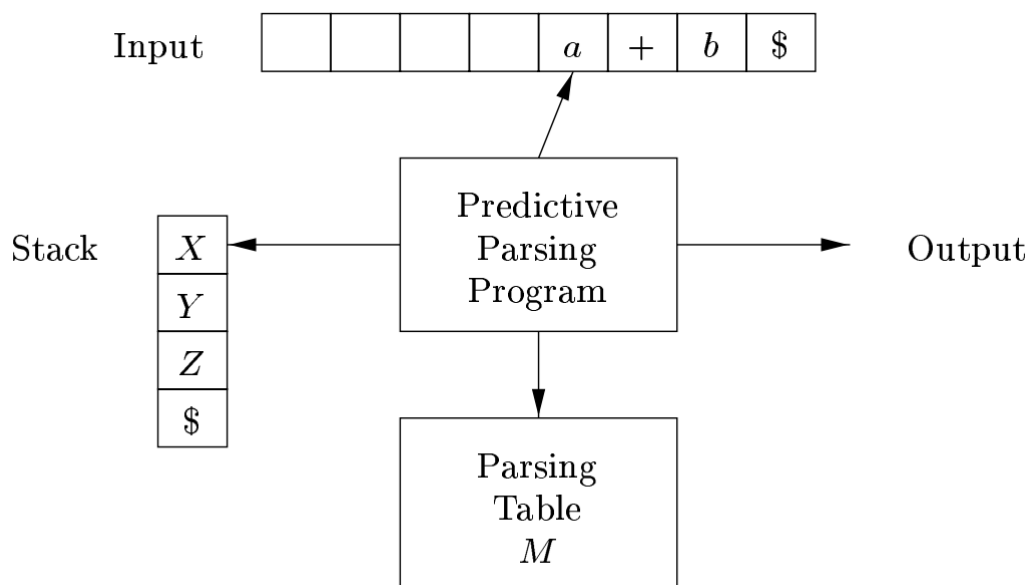 Input a + b $
Predictive
Parsing
Program
Stack
X
Y
Z
$
Output
Parsing
Table
M